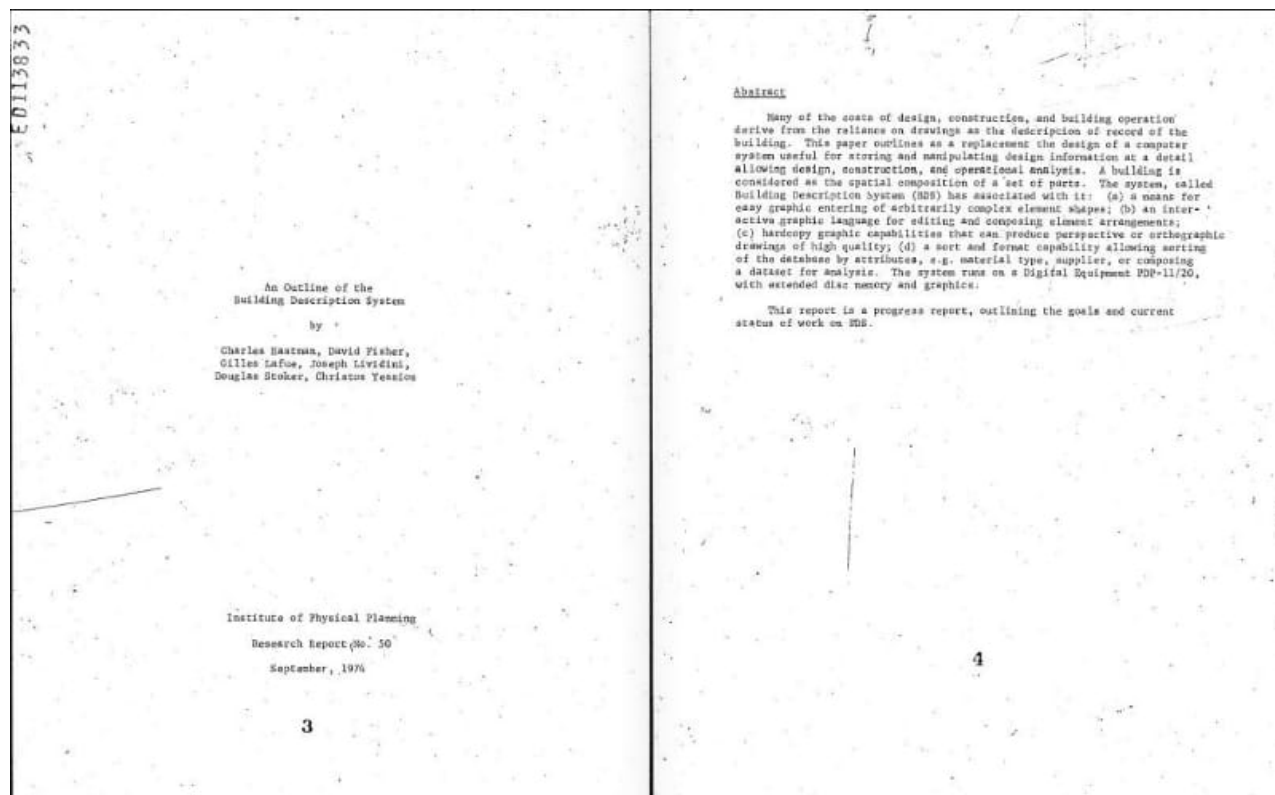 ED113833
An Outline of the
Building Description System
by
Charles Eastman, David Fisher,
Gilles Lafue, Joseph Lividini,
Douglas Stoker, Christos Yessios
Institute of Physical Planning
Research Report No. 50
September, 1974
3
Abstract
Many of the costs of design, construction, and building operation
derive from the reliance on drawings as the description of record of the
building. This paper outlines as a replacement the design of a computer
system useful for storing and manipulating design information at a detail
allowing design, construction, and operational analysis. A building is
considered as the spatial composition of a set of parts. The system, called
Building Description System (BDS) has associated with it: (a) a means for
easy graphic entering of arbitrarily complex element shapes; (b) an inter-
active graphic language for editing and composing element arrangements;
(c) hardcopy graphic capabilities that can produce perspective or orthographic
drawings of high quality; (d) a sort and format capability allowing sorting
of the database by attributes, e.g. material type, supplier, or composing
a dataset for analysis. The system runs on a Digital Equipment PDP-11/20,
with extended disc memory and graphics.
This report is a progress report, outlining the goals and current
status of work on BDS.
4